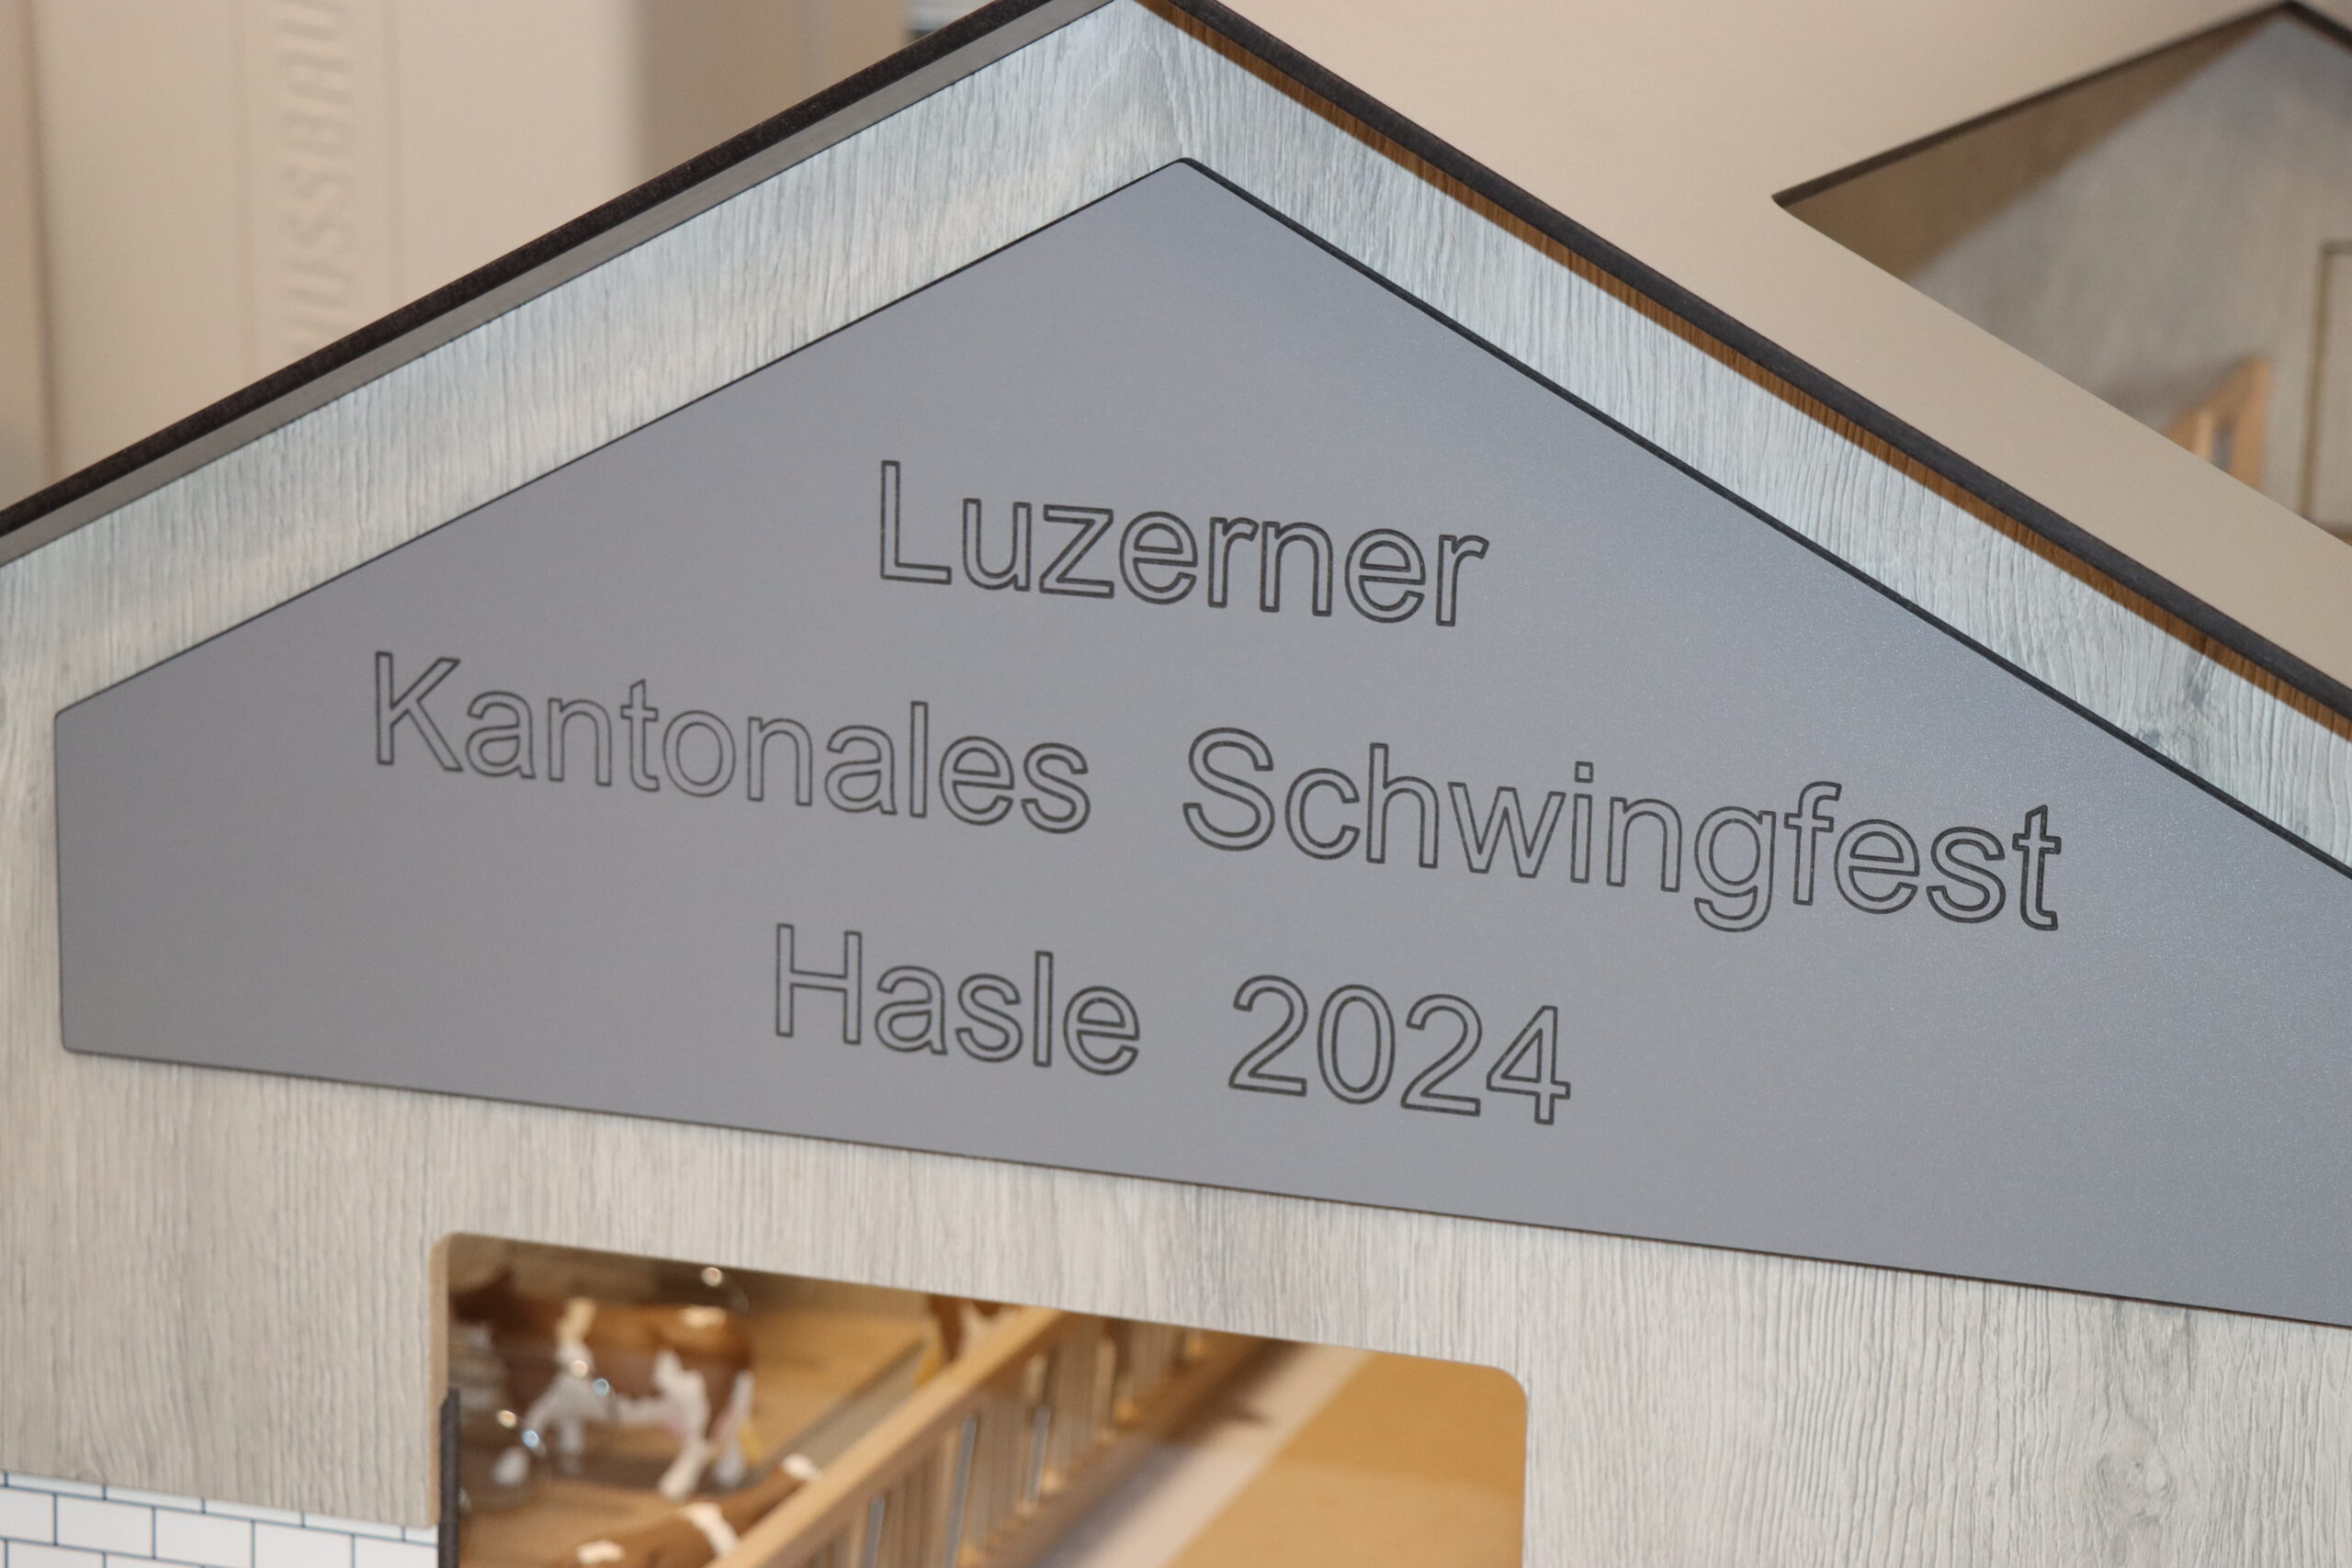 Luzerner
Kantonales Schwingfest
Hasle 2024